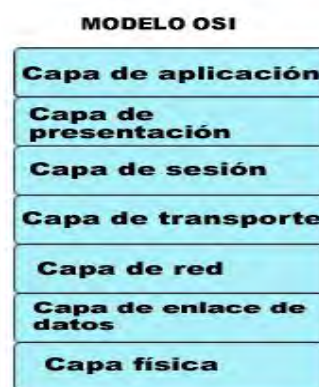 MODELO OSI
Capa de aplicación
Capa de
presentación
Capa de sesión
Capa de transporte
Capa de red
Capa de enlace de
datos
Capa física